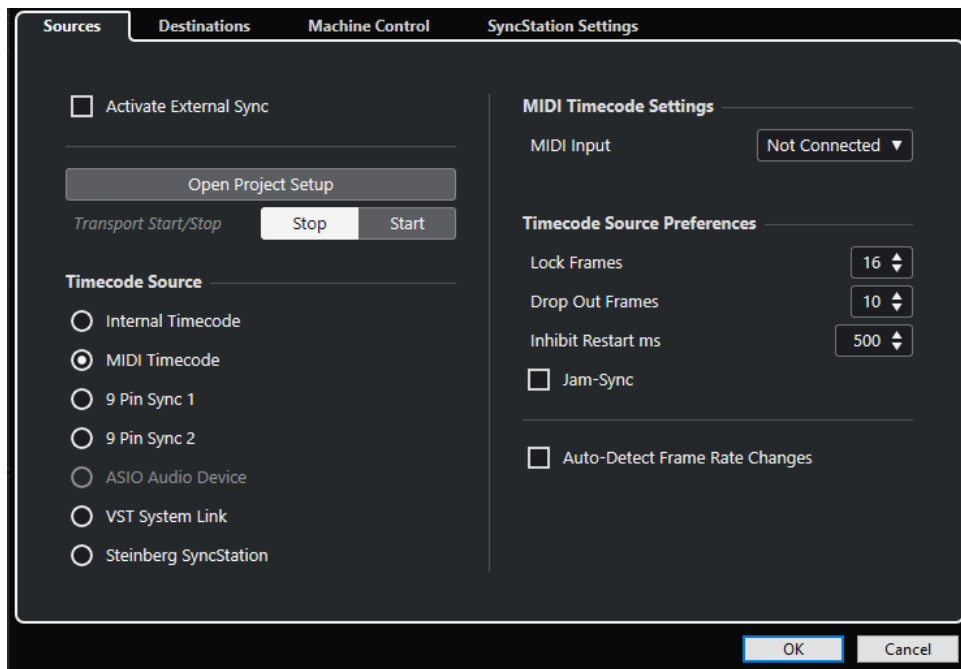 Sources Destinations Machine Control SyncStation Settings
Activate External Sync
Open Project Setup
Transport Start/Stop Stop Start
Timecode Source
Internal Timecode
MIDI Timecode
9 Pin Sync 1
9 Pin Sync 2
ASIO Audio Device
VST System Link
Steinberg SyncStation
MIDI Timecode Settings
MIDI Input Not Connected
Timecode Source Preferences
Lock Frames 16
Drop Out Frames 10
Inhibit Restart ms 500
Jam-Sync
Auto-Detect Frame Rate Changes
OK Cancel